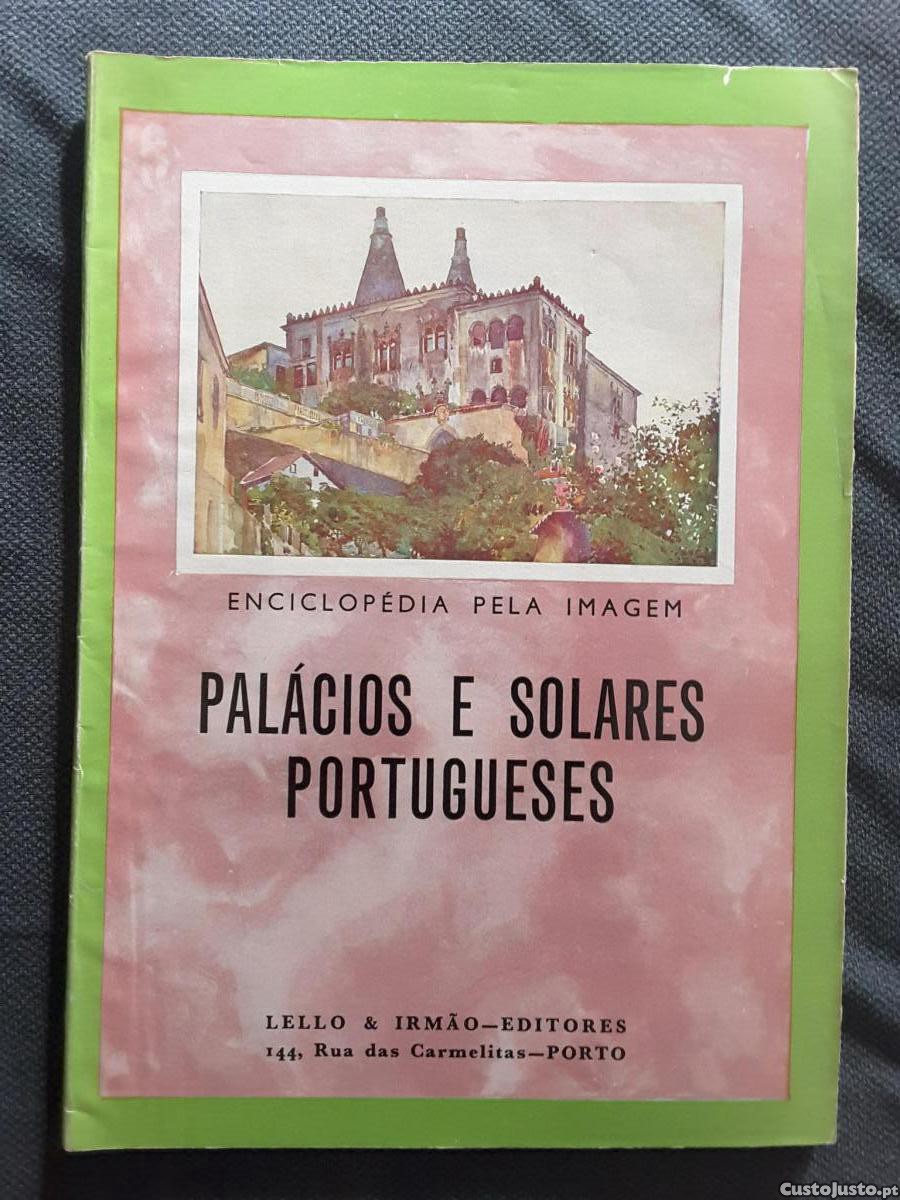 ENCICLOPÉDIA PELA IMAGEM
PALÁCIOS E SOLARES
PORTUGUESES
LELLO & IRMÃO—EDITORES
144, Rua das Carmelitas—PORTO
CustoJusto.pt